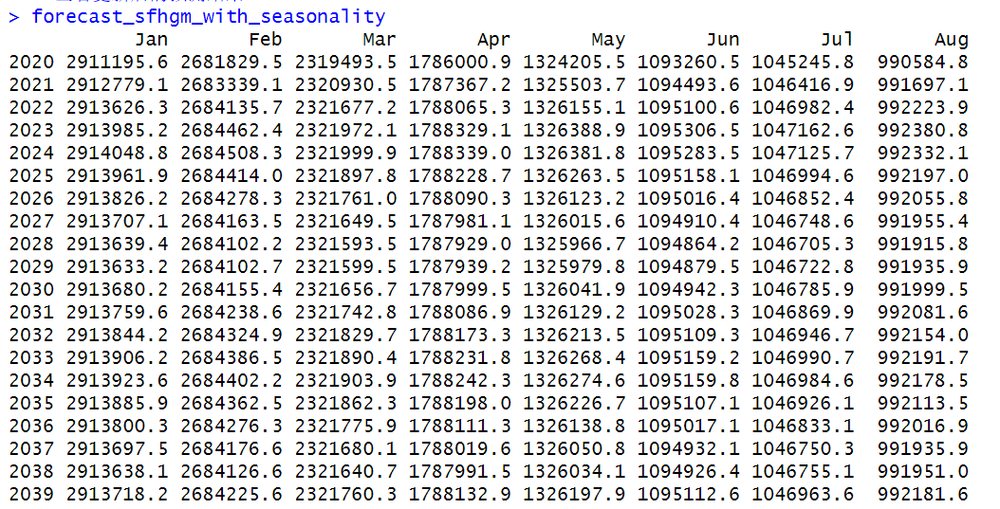 > forecast_sfhgm_with_seasonality
Jan Feb Mar Apr May Jun Jul Aug
2020 2911195.6 2681829.5 2319493.5 1786000.9 1324205.5 1093260.5 1045245.8 990584.8
2021 2912779.1 2683339.1 2320930.5 1787367.2 1325503.7 1094493.6 1046416.9 991697.1
2022 2913626.3 2684135.7 2321677.2 1788065.3 1326155.1 1095100.6 1046982.4 992223.9
2023 2913985.2 2684462.4 2321972.1 1788329.1 1326388.9 1095306.5 1047162.6 992380.8
2024 2914048.8 2684508.3 2321999.9 1788339.0 1326381.8 1095283.5 1047125.7 992332.1
2025 2913961.9 2684414.0 2321897.8 1788228.7 1326263.5 1095158.1 1046994.6 992197.0
2026 2913826.2 2684278.3 2321761.0 1788090.3 1326123.2 1095016.4 1046852.4 992055.8
2027 2913707.1 2684163.5 2321649.5 1787981.1 1326015.6 1094910.4 1046748.6 991955.4
2028 2913639.4 2684102.2 2321593.5 1787929.0 1325966.7 1094864.2 1046705.3 991915.8
2029 2913633.2 2684102.7 2321599.5 1787939.2 1325979.8 1094879.5 1046722.8 991935.9
2030 2913680.2 2684155.4 2321656.7 1787999.5 1326041.9 1094942.3 1046785.9 991999.5
2031 2913759.6 2684238.6 2321742.8 1788086.9 1326129.2 1095028.3 1046869.9 992081.6
2032 2913844.2 2684324.9 2321829.7 1788173.3 1326213.5 1095109.3 1046946.7 992154.0
2033 2913906.2 2684386.5 2321890.4 1788231.8 1326268.4 1095159.2 1046990.7 992191.7
2034 2913923.6 2684402.2 2321903.9 1788242.3 1326274.6 1095159.8 1046984.6 992178.5
2035 2913885.9 2684362.5 2321862.3 1788198.0 1326226.7 1095107.1 1046926.1 992113.5
2036 2913800.3 2684276.3 2321775.9 1788111.3 1326138.8 1095017.1 1046833.1 992016.9
2037 2913697.5 2684176.6 2321680.1 1788019.6 1326050.8 1094932.1 1046750.3 991935.9
2038 2913638.1 2684126.6 2321640.7 1787991.5 1326034.1 1094926.4 1046755.1 991951.0
2039 2913718.2 2684225.6 2321760.3 1788132.9 1326197.9 1095112.6 1046963.6 992181.6